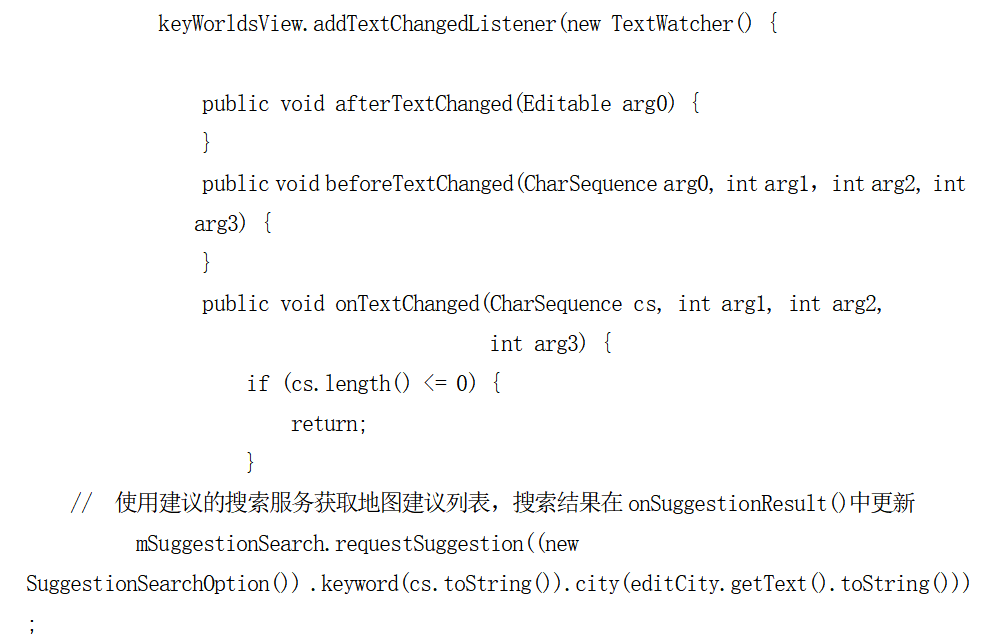 keyWorldsView.addTextChangedListener(new TextWatcher() {
public void afterTextChanged(Editable arg0) {
}
public void beforeTextChanged(CharSequence arg0, int arg1，int arg2, int
arg3) {
}
public void onTextChanged(CharSequence cs, int arg1, int arg2,
int arg3) {
if (cs.length() <= 0) {
return;
}
// 使用建议的搜索服务获取地图建议列表，搜索结果在 onSuggestionResult()中更新
mSuggestionSearch.requestSuggestion((new
SuggestionSearchOption()) .keyword(cs.toString()).city(editCity.getText().toString()))
;